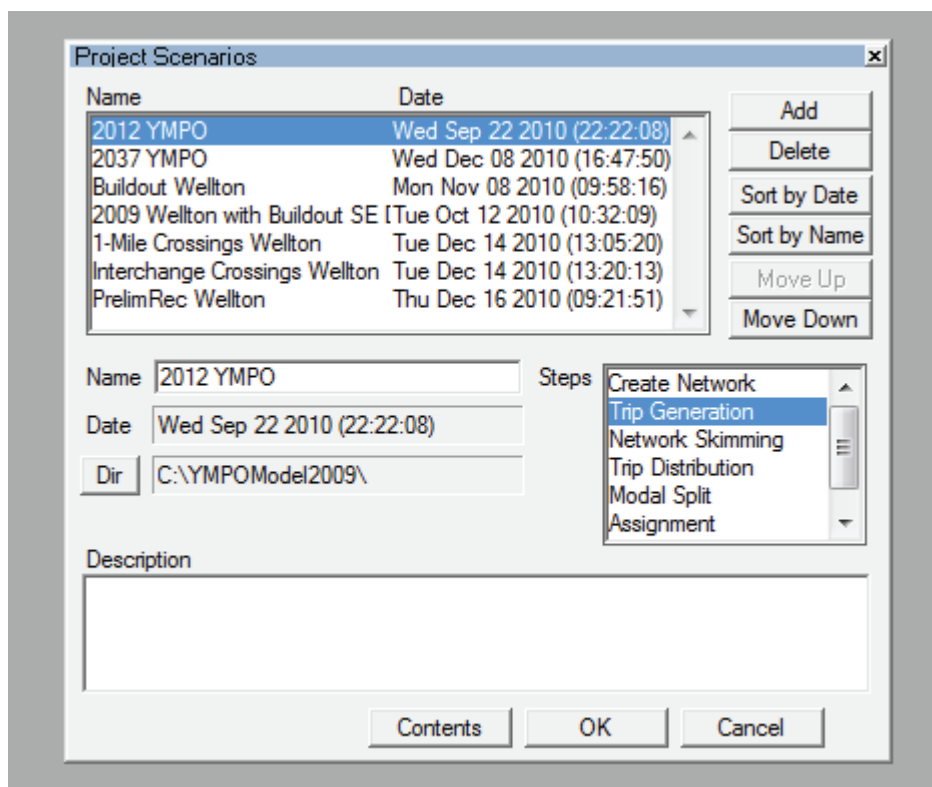 Project Scenarios
Name Date
2012 YMPO Wed Sep 22 2010 (22:22:08)
2037 YMPO Wed Dec 08 2010 (16:47:50)
Buildout Wellton Mon Nov 08 2010 (09:58:16)
2009 Wellton with Buildout SE [Tue Oct 12 2010 (10:32:09)
1-Mile Crossings Wellton Tue Dec 14 2010 (13:05:20)
Interchange Crossings Wellton Tue Dec 14 2010 (13:20:13)
PrelimRec Wellton Thu Dec 16 2010 (09:21:51)
Add
Delete
Sort by Date
Sort by Name
Move Up
Move Down
Name 2012 YMPO
Date Wed Sep 22 2010 (22:22:08)
Dir C:\YMPOModel2009\
Steps Create Network
Trip Generation
Network Skimming
Trip Distribution
Modal Split
Assignment
Description
Contents OK Cancel